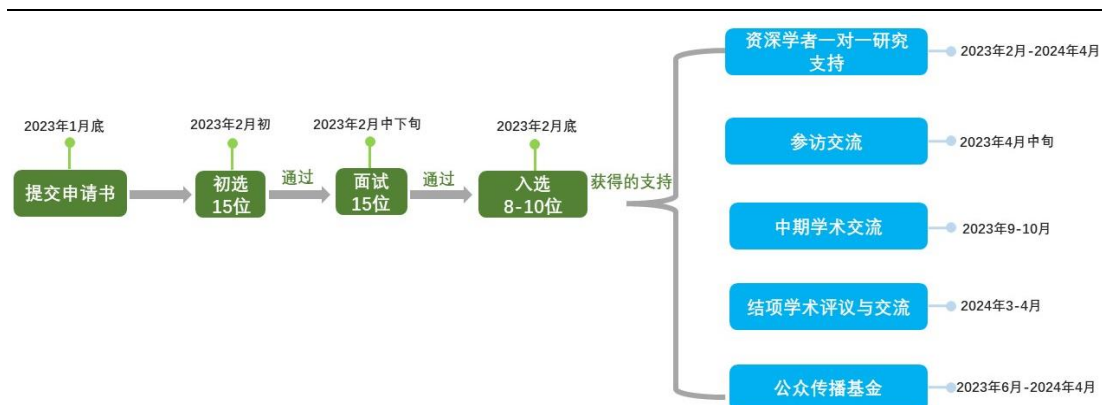 2023年1月底
提交申请书
2023年2月初
初选
15位
通过
2023年2月中下旬
面试
15位
通过
2023年2月底
入选
8-10位
获得的支持
资深学者一对一研究
支持
2023年2月-2024年4月
参访交流
2023年4月中旬
中期学术交流
2023年9-10月
结项学术评议与交流
2024年3-4月
公众传播基金
2023年6月-2024年4月